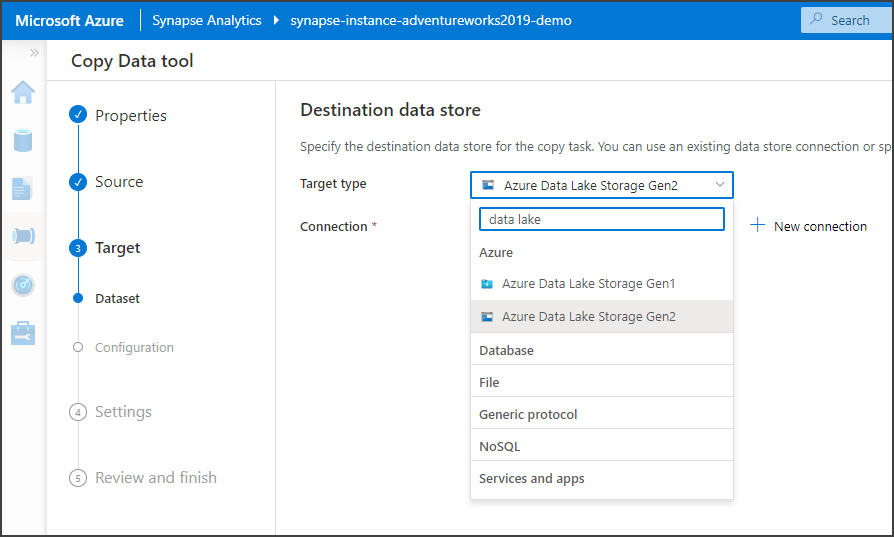 Microsoft Azure
Synapse Analytics
synapse-instance-adventureworks2019-demo
Search
Copy Data tool
Properties
Source
3
Target
Dataset
Configuration
4
Settings
5
Review and finish
Destination data store
Specify the destination data store for the copy task. You can use an existing data store connection or sp
Target type
Azure Data Lake Storage Gen2
Connection *
New connection
data lake
Azure
Azure Data Lake Storage Gen1
Azure Data Lake Storage Gen2
Database
File
Generic protocol
NoSQL
Services and apps